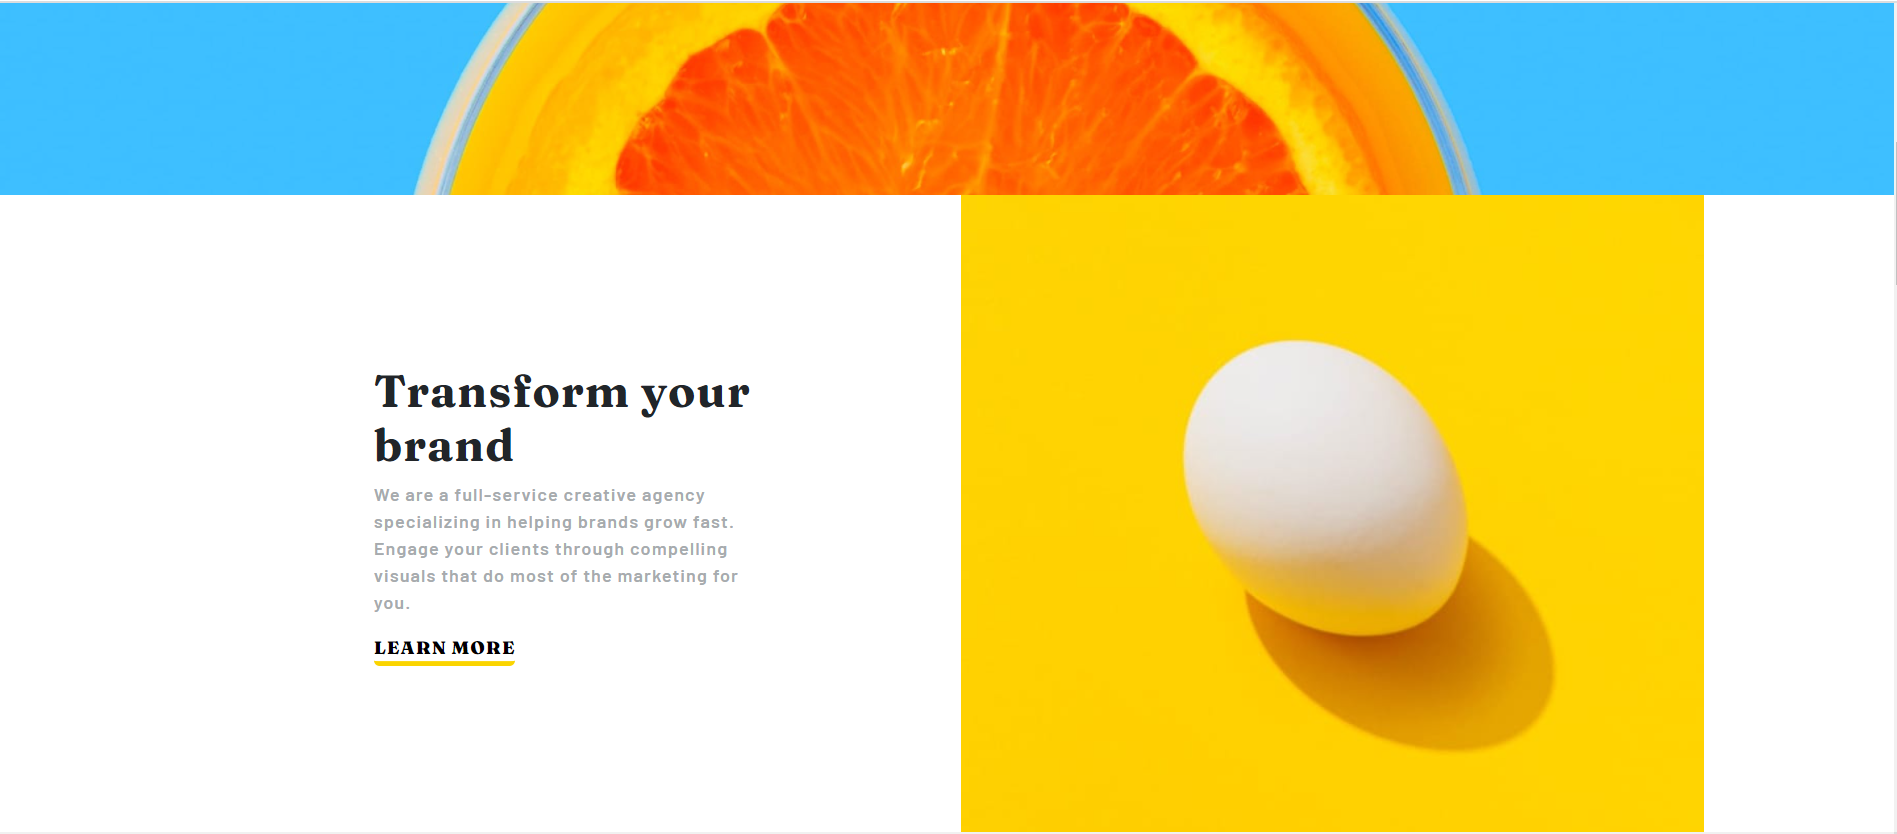 Transform your
brand
We are a full-service creative agency
specializing in helping brands grow fast.
Engage your clients through compelling
visuals that do most of the marketing for
you.
LEARN MORE